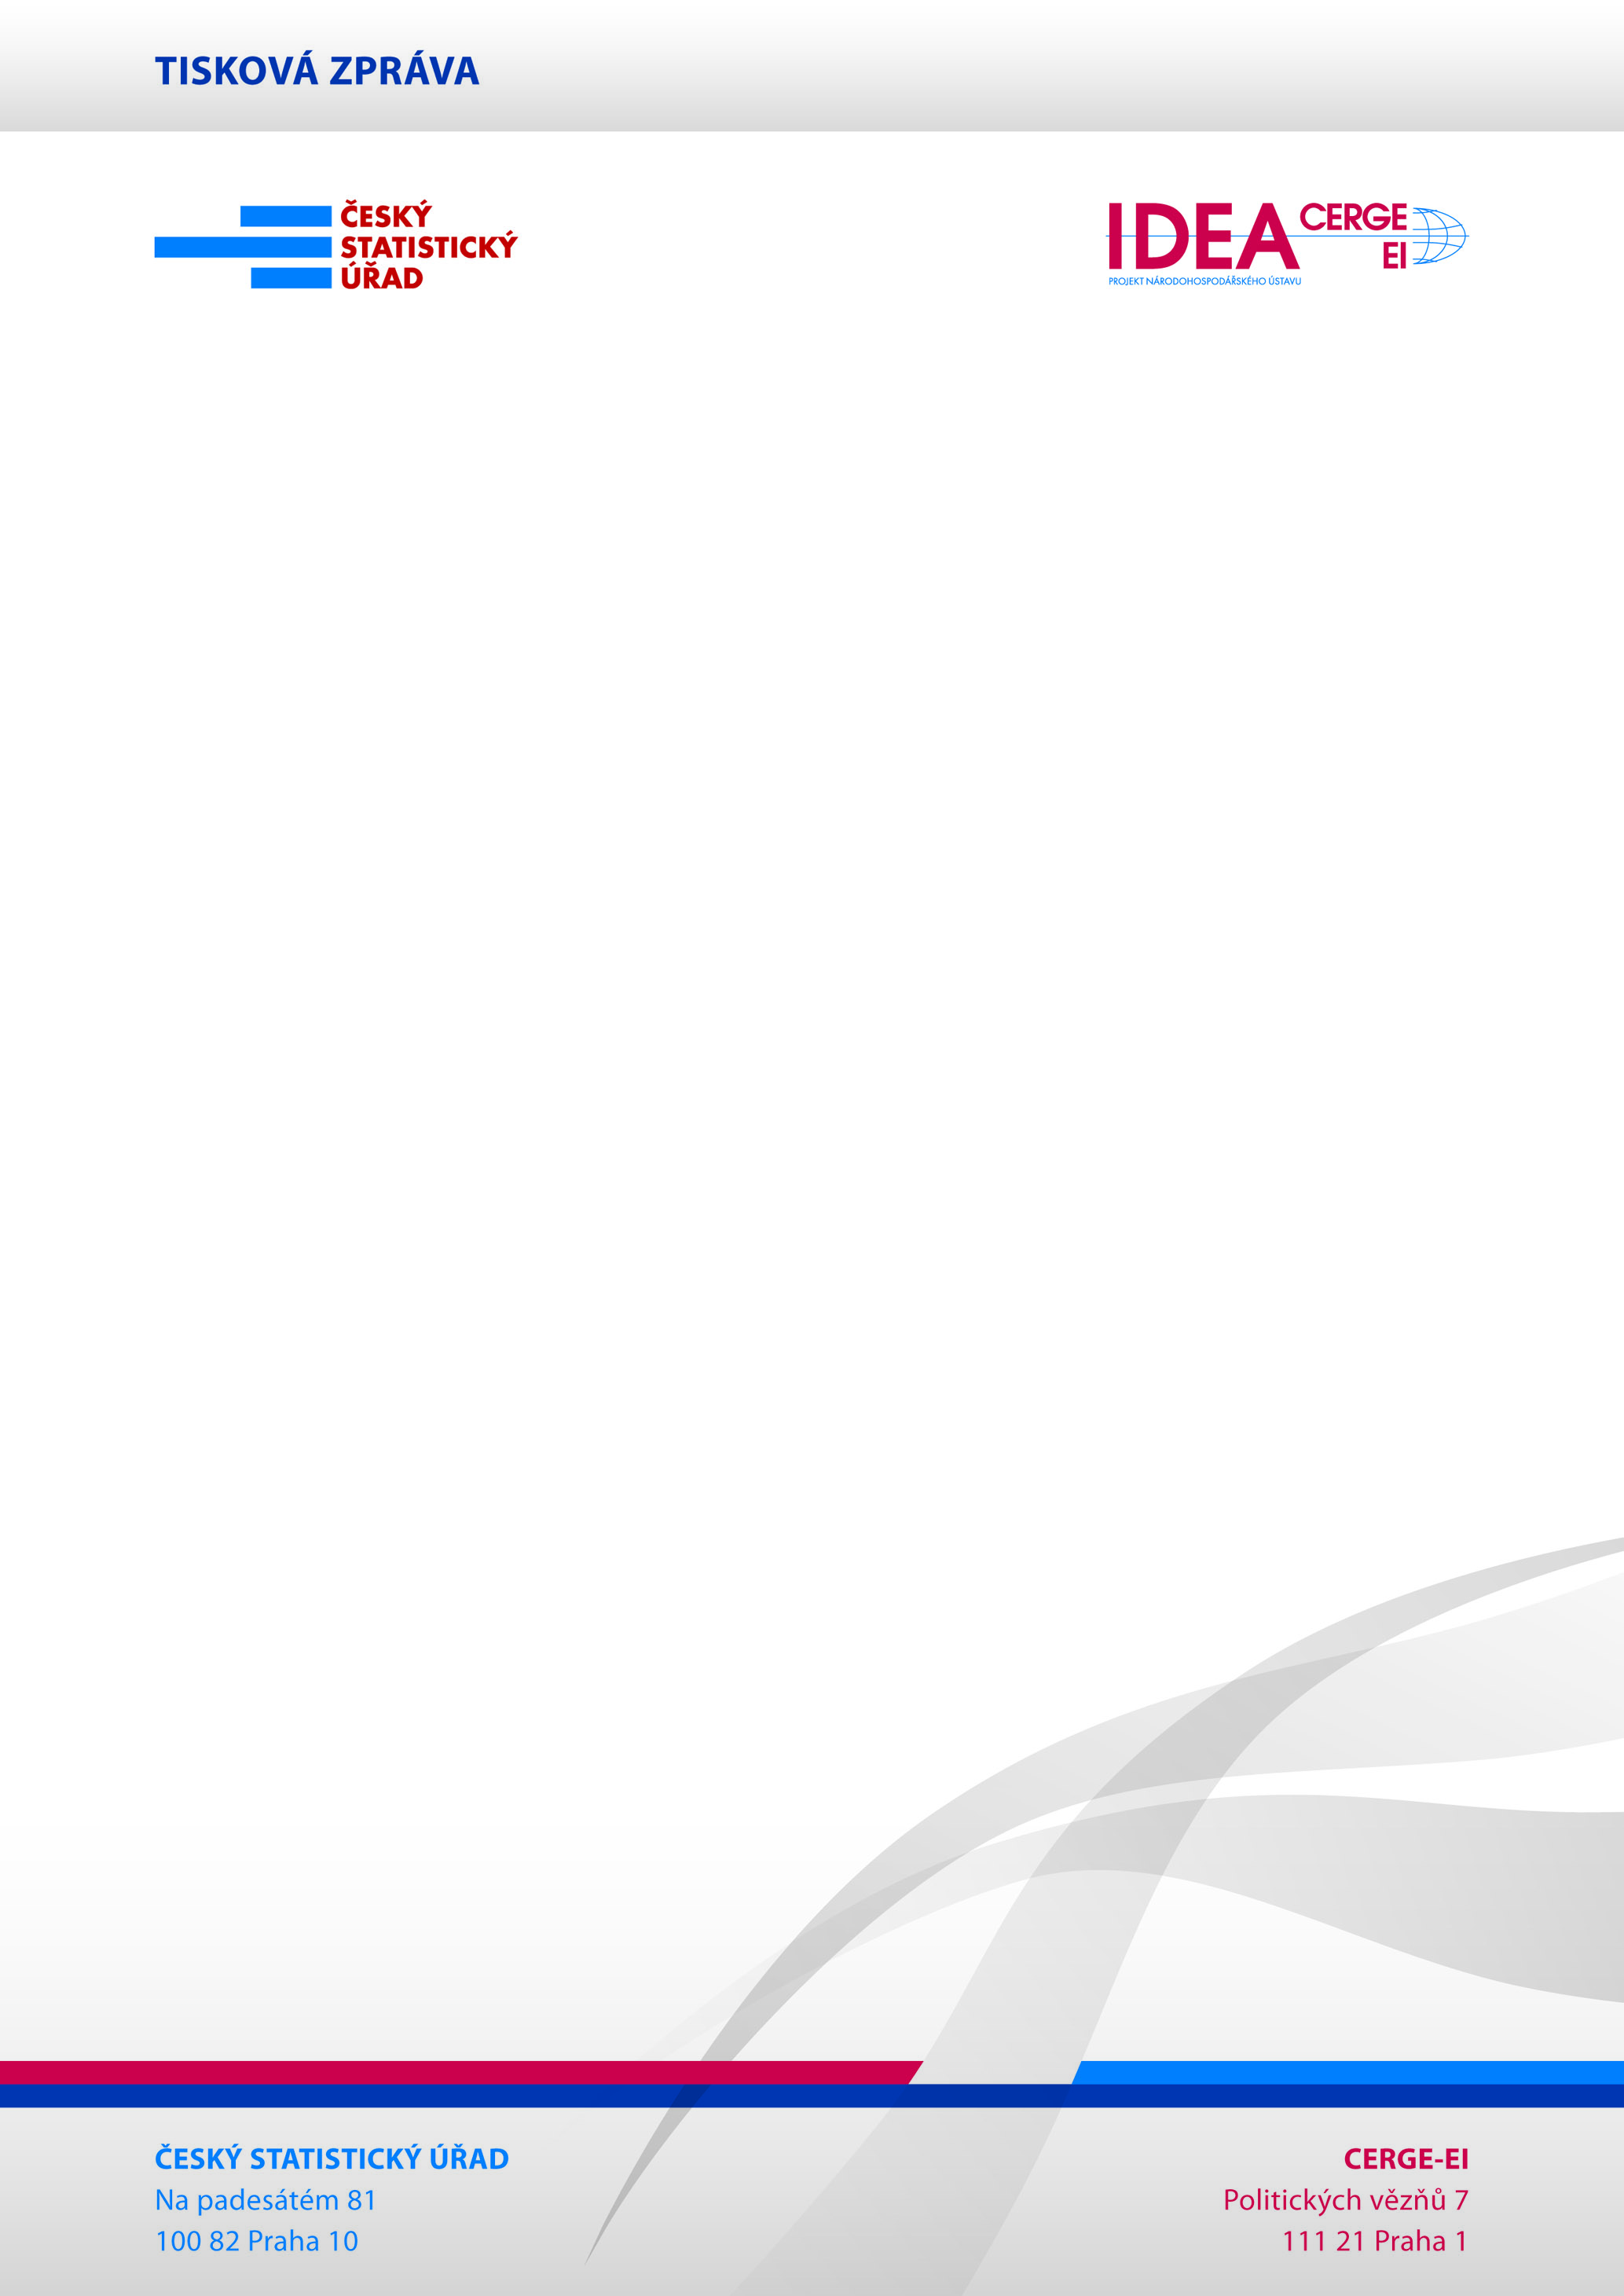 TISKOVÁ ZPRÁVA
ČESKÝ
STATISTICKÝ
ÚŘAD
IDEA CERGE
EI
PROJEKT NÁRODOHOSPODÁŘSKÉHO ÚSTAVU
ČESKÝ STATISTICKÝ ÚŘAD
Na padesátém 81
100 82 Praha 10
CERGE-EI
Politických vězňů 7
111 21 Praha 1